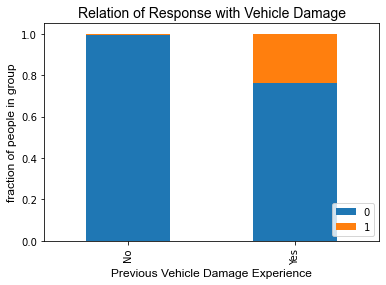 Relation of Response with Vehicle Damage
fraction of people in group
1.0
0.8
0.6
0.4
0.2
0.0
0
1
No
Yes
Previous Vehicle Damage Experience